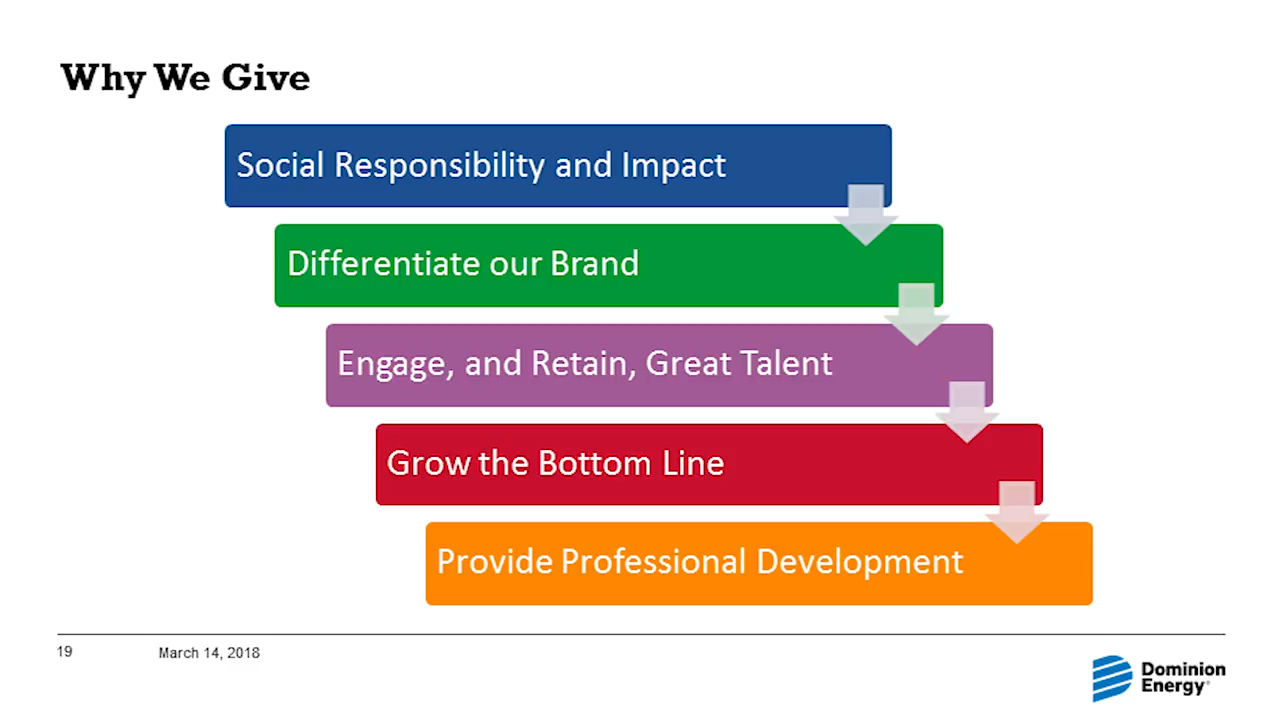 Why We Give
Social Responsibility and Impact
Differentiate our Brand
Engage, and Retain, Great Talent
Grow the Bottom Line
Provide Professional Development
19 March 14, 2018
Dominion
Energy®